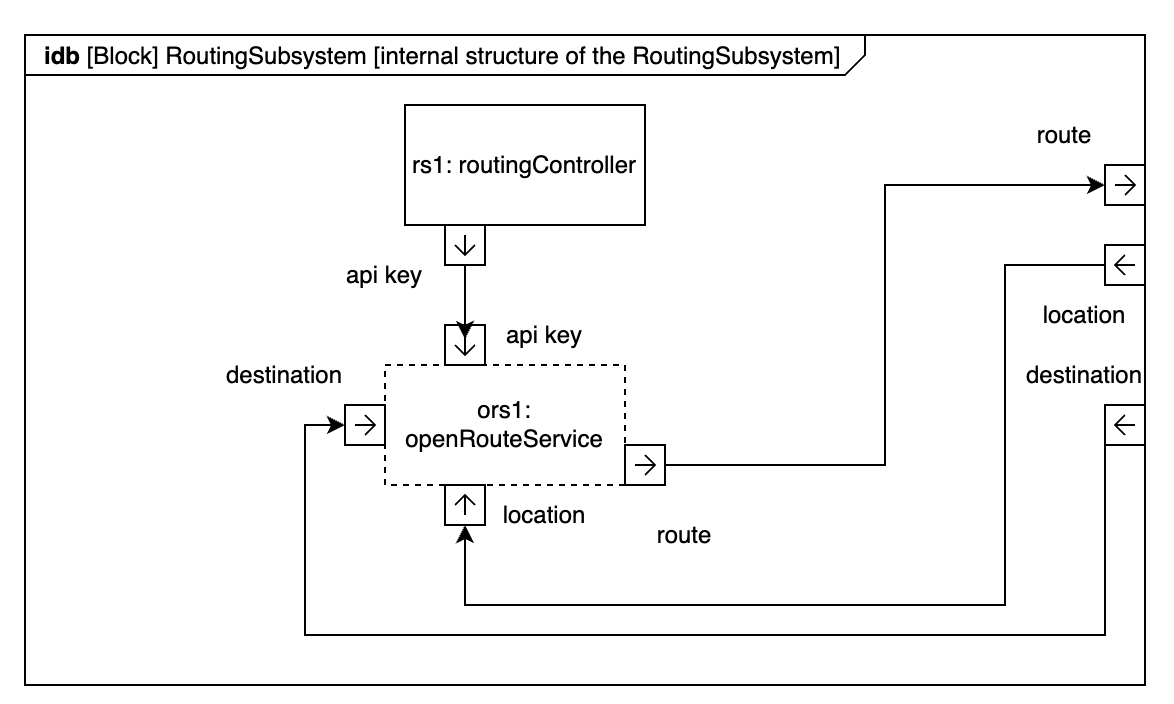 idb [Block] RoutingSubsystem [internal structure of the RoutingSubsystem]
rs1: routingController
route
api key
location
api key
destination
destination
ors1:
openRouteService
location
route